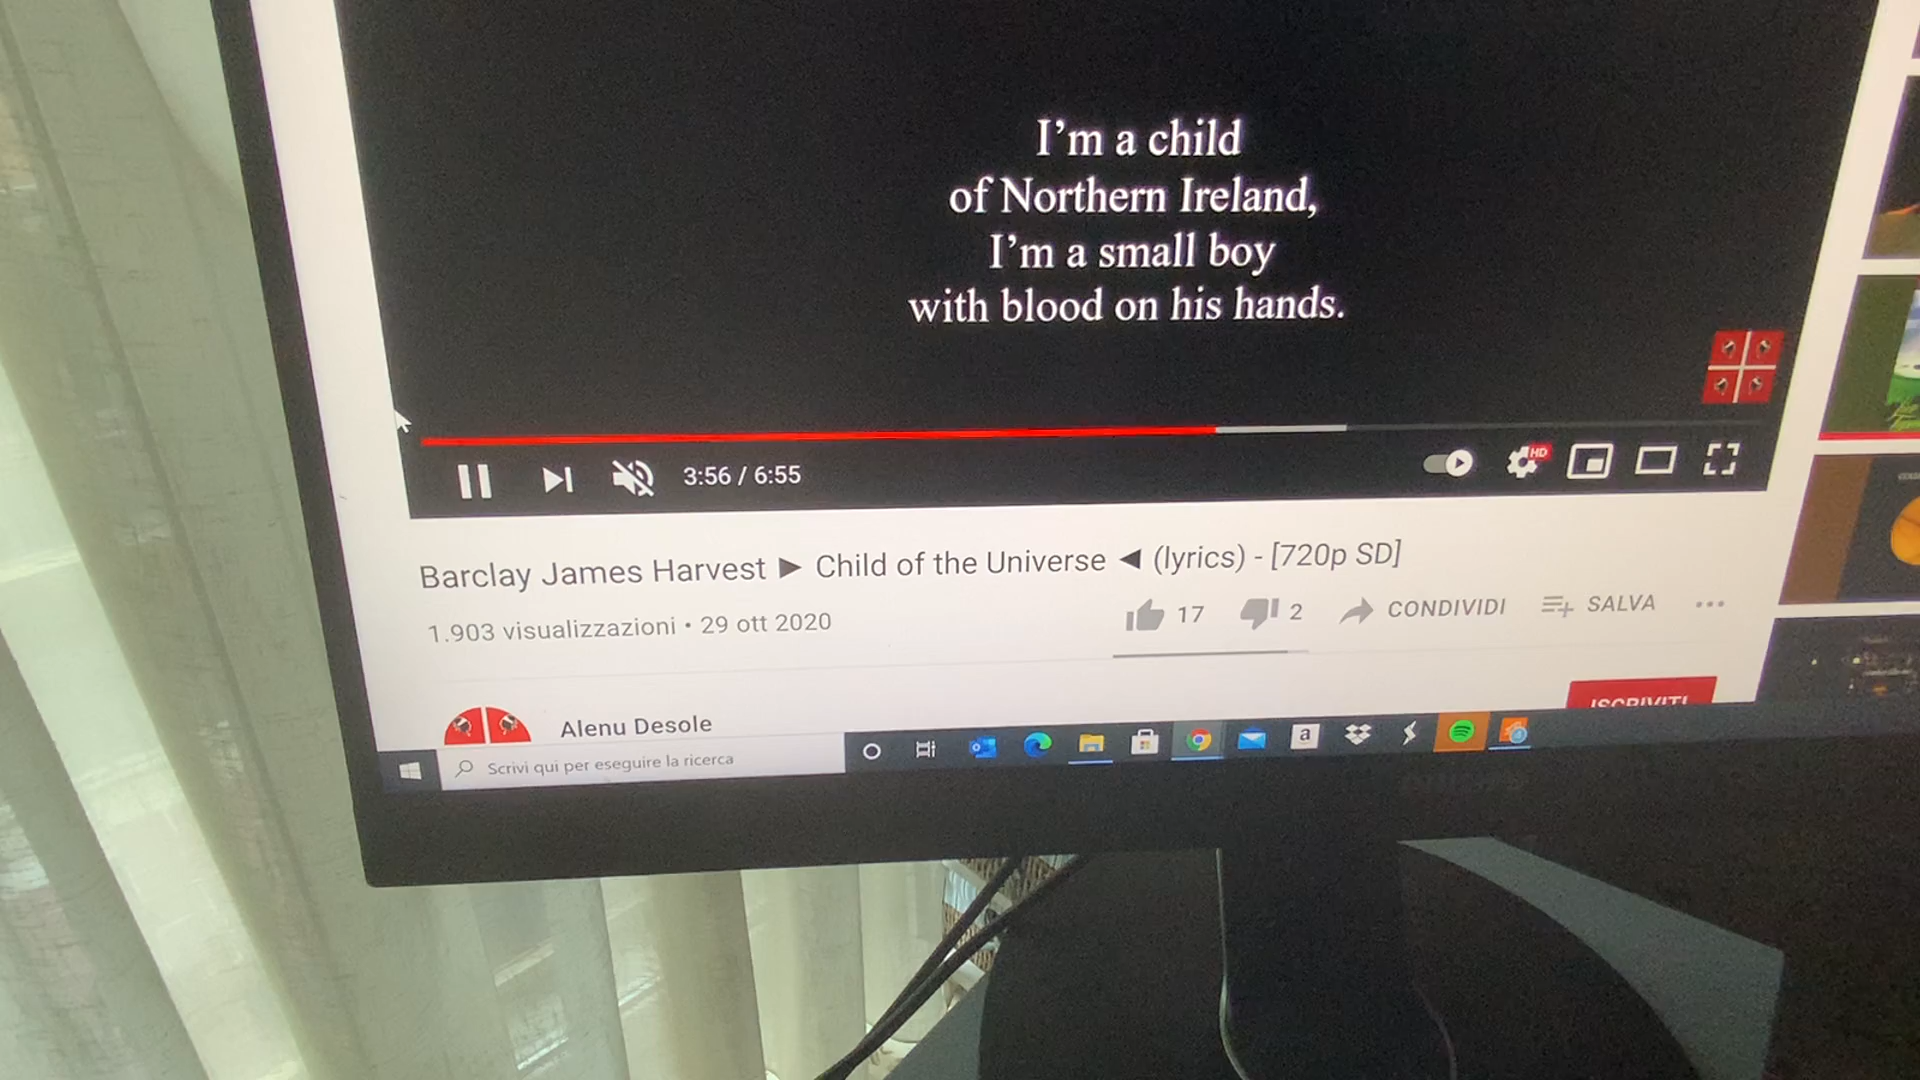 I’m a child
of Northern Ireland,
I’m a small boy
with blood on his hands.
3:56 / 6:55
HD
Barclay James Harvest ► Child of the Universe ◄ (lyrics) - [720p SD]
1.903 visualizzazioni • 29 ott 2020
17
2
CONDIVIDI
SALVA
Alenu Desole
ISCRIVITI
Scrivi qui per eseguire la ricerca
a